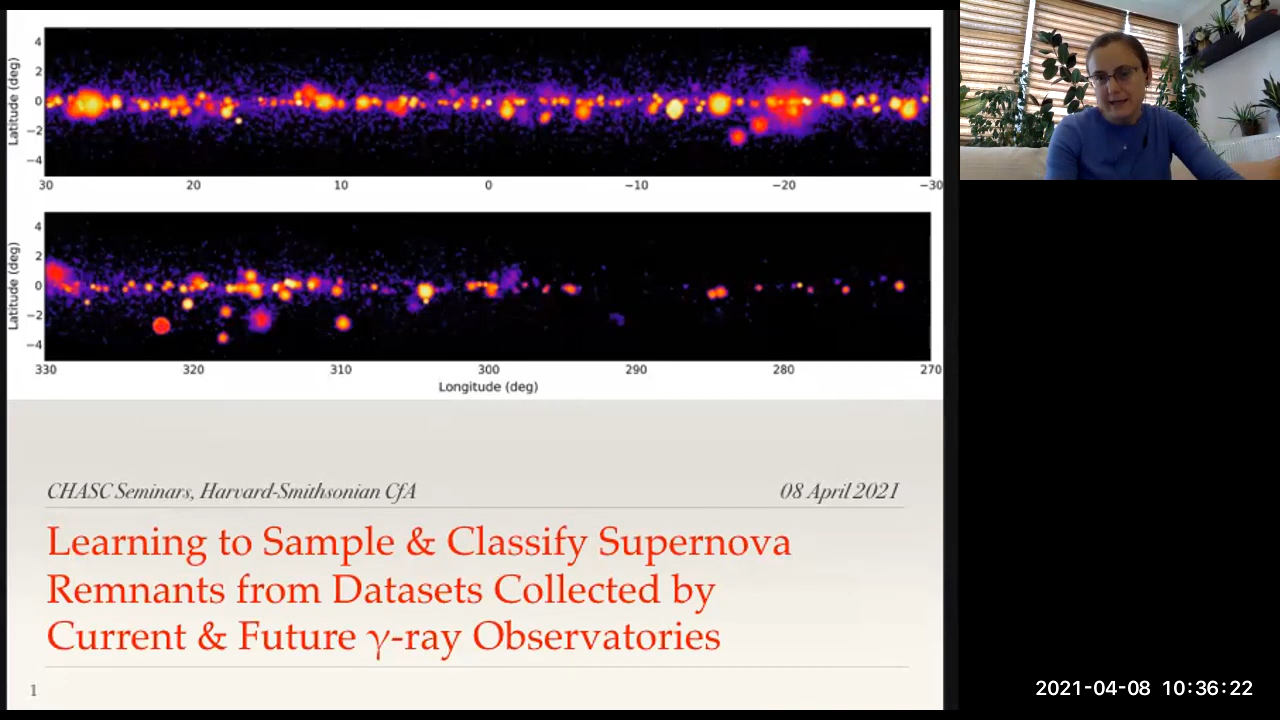 4
2
0
−2
−4
Latitude (deg)
30 20 10 0 −10 −20 −30
4
2
0
−2
−4
Latitude (deg)
330 320 310 300 290 280 270
Longitude (deg)
CHASC Seminars, Harvard-Smithsonian CfA 08 April 2021
Learning to Sample & Classify Supernova
Remnants from Datasets Collected by
Current & Future γ-ray Observatories
1
2021-04-08 10:36:22